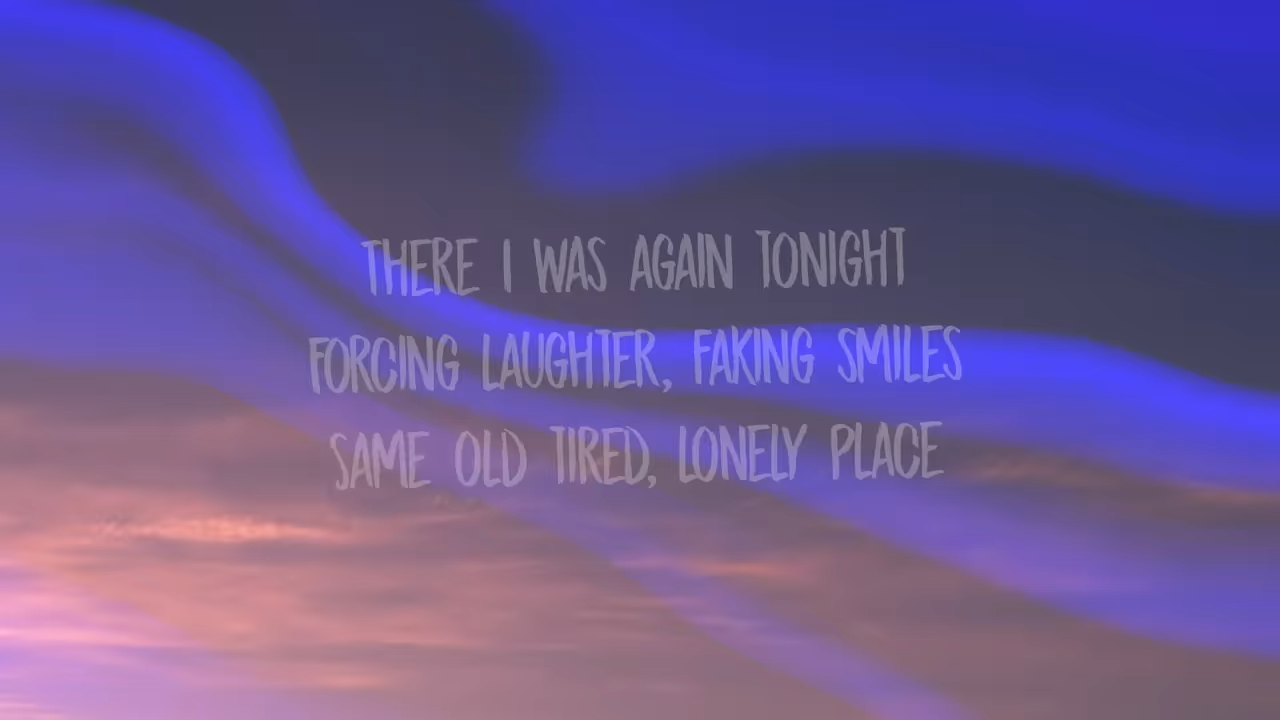 THERE I WAS AGAIN TONIGHT
FORCING LAUGHTER, FAKING SMILES
SAME OLD TIRED, LONELY PLACE